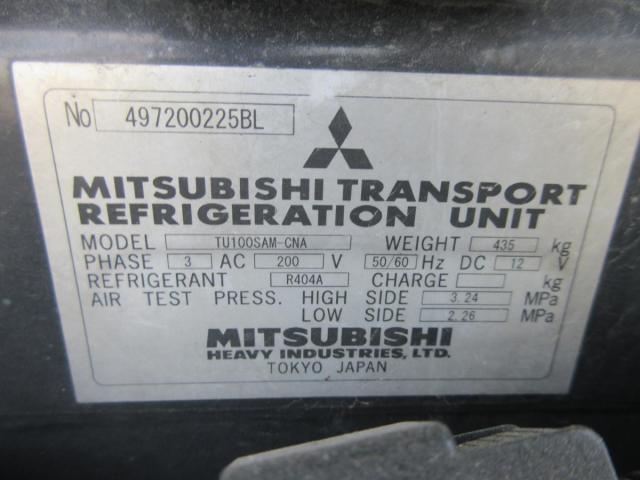 No 497200225BL
MITSUBISHI TRANSPORT
REFRIGERATION UNIT
MODEL TU100SAM-CNA WEIGHT 435 kg
PHASE 3 AC 200 V 50/60 Hz DC 12 V
REFRIGERANT R404A CHARGE kg
AIR TEST PRESS. HIGH SIDE 3.24 MPa
LOW SIDE 2.26 MPa
MITSUBISHI
HEAVY INDUSTRIES, LTD.
TOKYO JAPAN